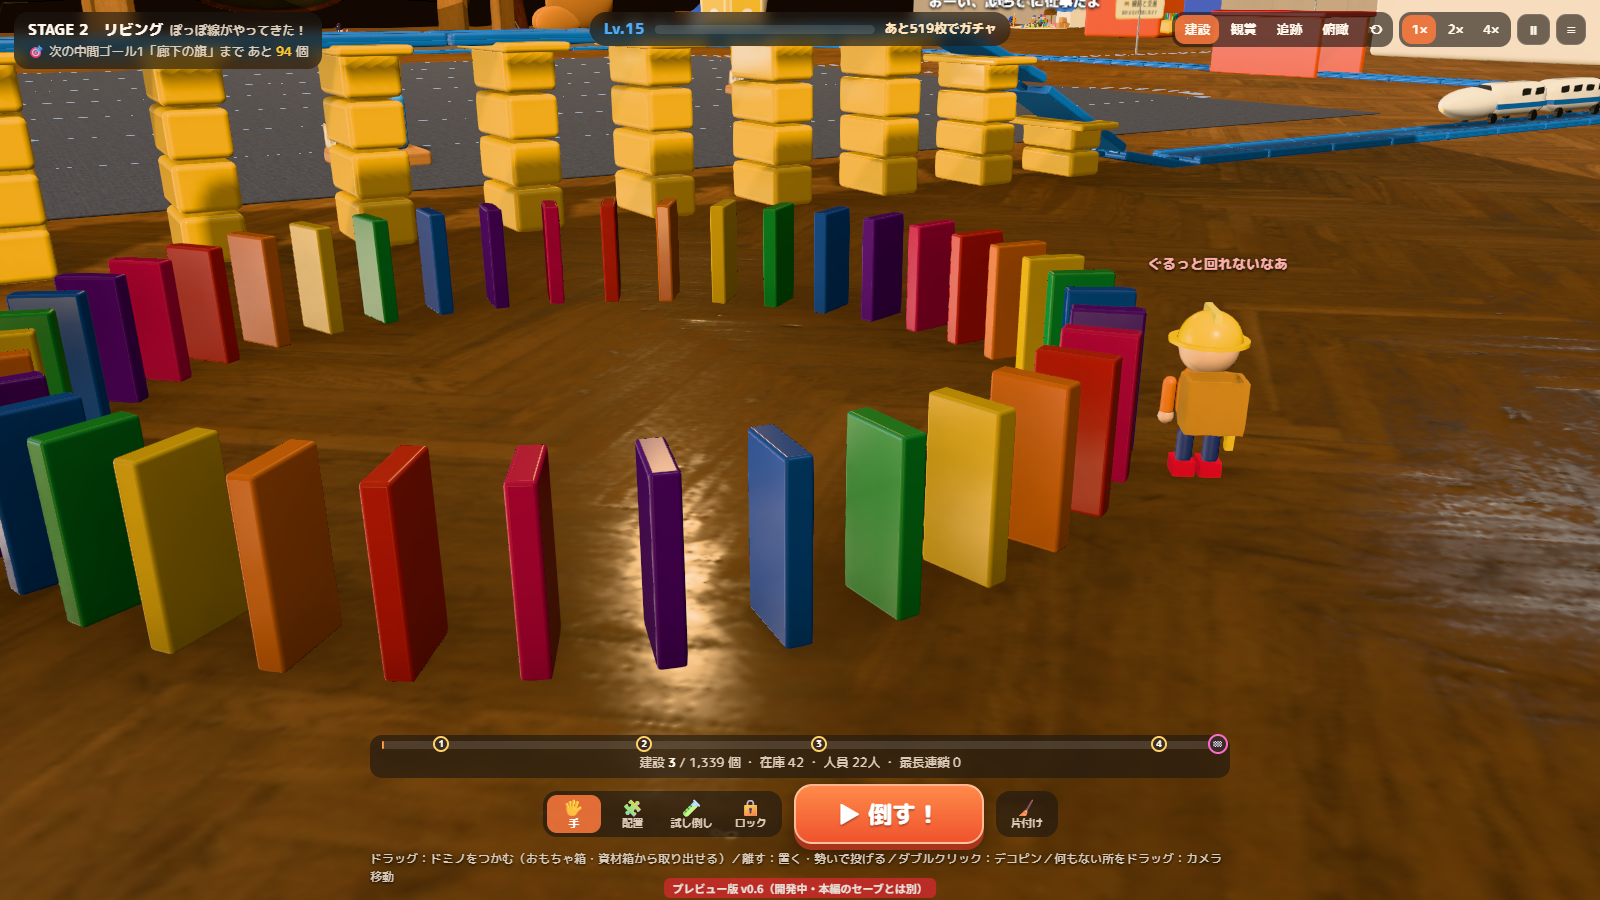 STAGE 2 リビング ぽっぽ線がやってきた！
🎯 次の中間ゴール1「廊下の旗」まで あと 94 個
Lv.15
あと519枚でガチャ
建設 観賞 追跡 俯瞰
1× 2× 4×
ぐるっと回れないなあ
1 2 3 4
建設 3 / 1,339 個 ・ 在庫 42 ・ 人員 22人 ・ 最長連鎖 0
手 配置 試し倒し ロック
▶ 倒す！
片付け
ドラッグ：ドミノをつかむ（おもちゃ箱・資材箱から取り出せる）／離す：置く・勢いで投げる／ダブルクリック：デコピン／何もない所をドラッグ：カメラ
移動
プレビュー版 v0.6（開発中・本編のセーブとは別）